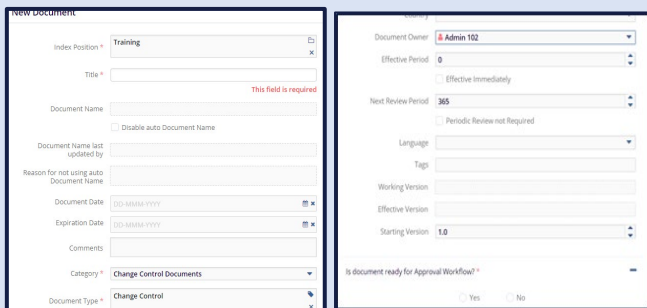 New Document
Index Position *
Training
Title *
This field is required
Document Name
Disable auto Document Name
Document Name last
updated by
Reason for not using auto
Document Name
Document Date
DD-MMM-YYYY
Expiration Date
DD-MMM-YYYY
Comments
Category *
Change Control Documents
Document Type *
Change Control
Country
Document Owner
Admin 102
Effective Period
0
Effective Immediately
Next Review Period
365
Periodic Review not Required
Language
Tags
Working Version
Effective Version
Starting Version
1.0
Is document ready for Approval Workflow? *
Yes
No